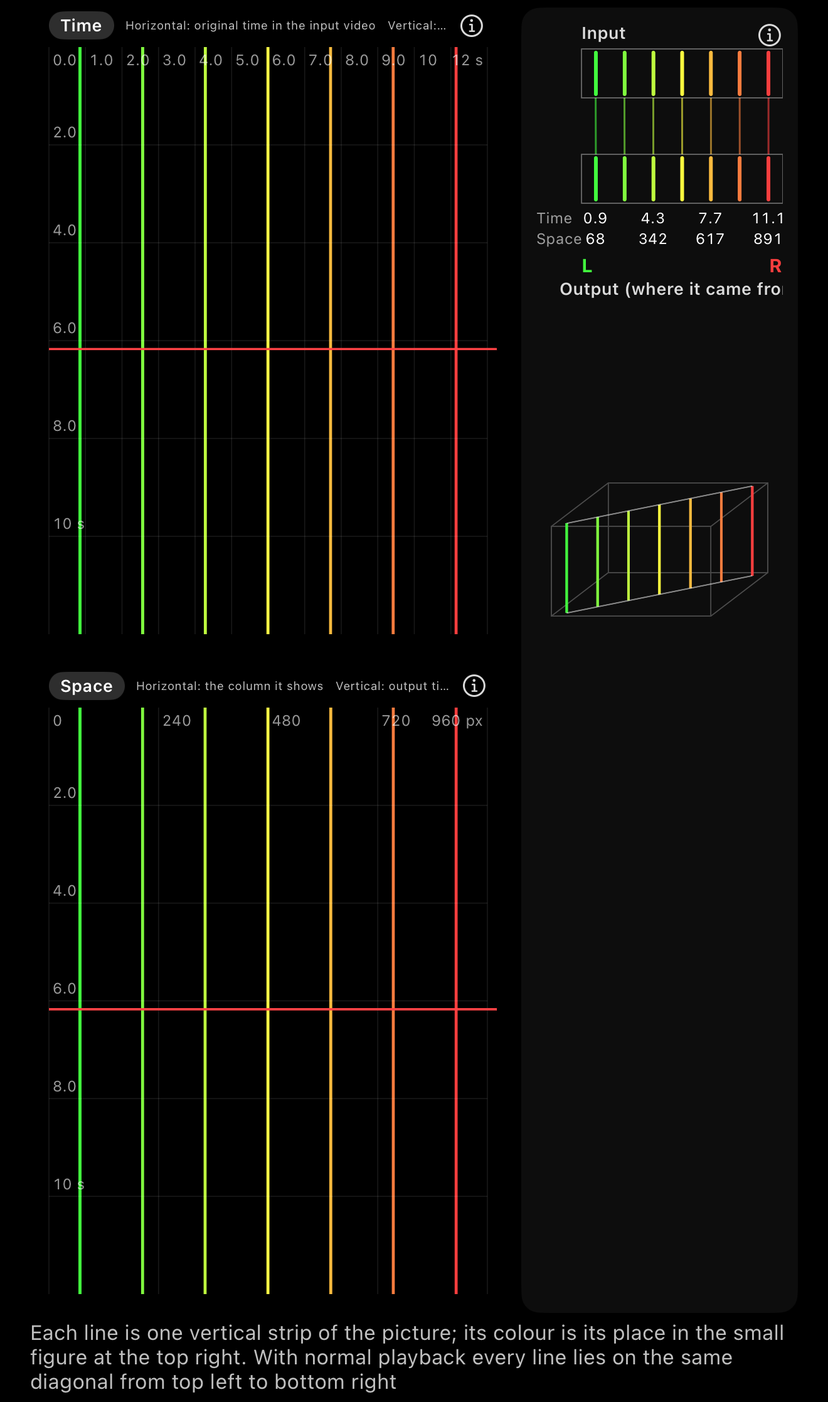 Time Horizontal: original time in the input video Vertical:...
0.0 1.0 2.0 3.0 4.0 5.0 6.0 7.0 8.0 9.0 10 12 s
2.0
4.0
6.0
8.0
10 s
Space Horizontal: the column it shows Vertical: output ti...
0 240 480 720 960 px
2.0
4.0
6.0
8.0
10 s
Input
Time 0.9 4.3 7.7 11.1
Space 68 342 617 891
L R
Output (where it came fro
Each line is one vertical strip of the picture; its colour is its place in the small
figure at the top right. With normal playback every line lies on the same
diagonal from top left to bottom right